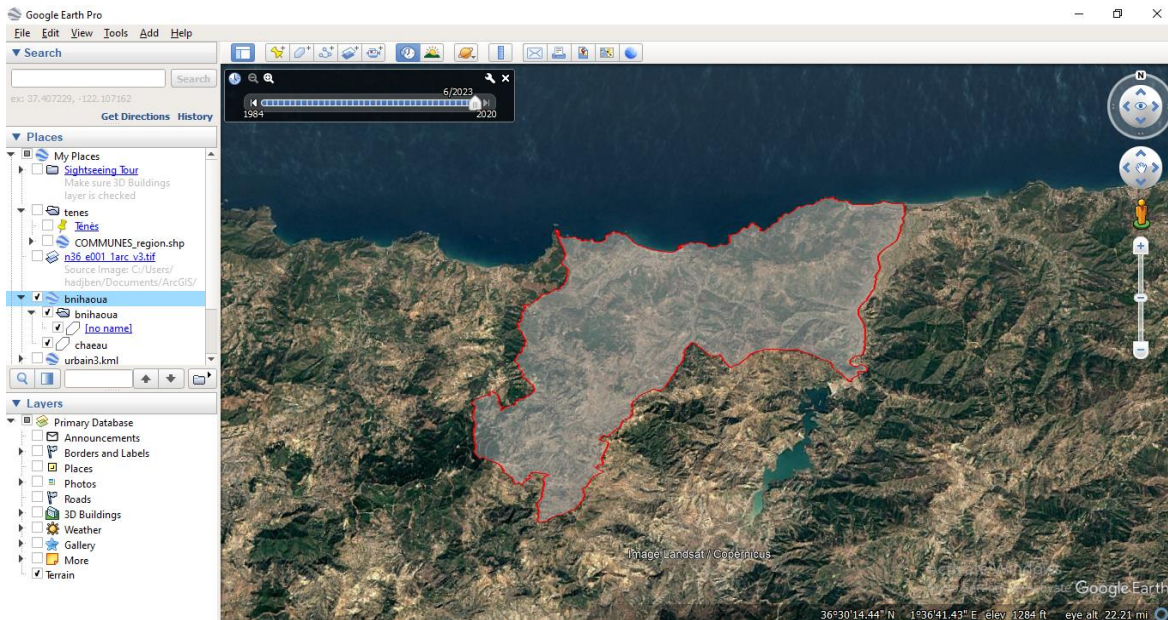 Google Earth Pro
File Edit View Tools Add Help
Search
Search
ex: 37.407229, -122.107162
Get Directions History
Places
My Places
Sightseeing Tour
Make sure 3D Buildings
layer is checked
tenes
Ténès
COMMUNES_region.shp
n36_e001_1arc_v3.tif
Source Image: C:/Users/
hadjben/Documents/ArcGIS/
bnihaoua
bnihaoua
[no name]
chaeau
urbain3.kml
Layers
Primary Database
Announcements
Borders and Labels
Places
Photos
Roads
3D Buildings
Weather
Gallery
More
Terrain
6/2023
1984 2020
N
Image Landsat / Copernicus
Google Earth
36°30'14.44" N 1°36'41.43" E elev 1284 ft eye alt 22.21 mi